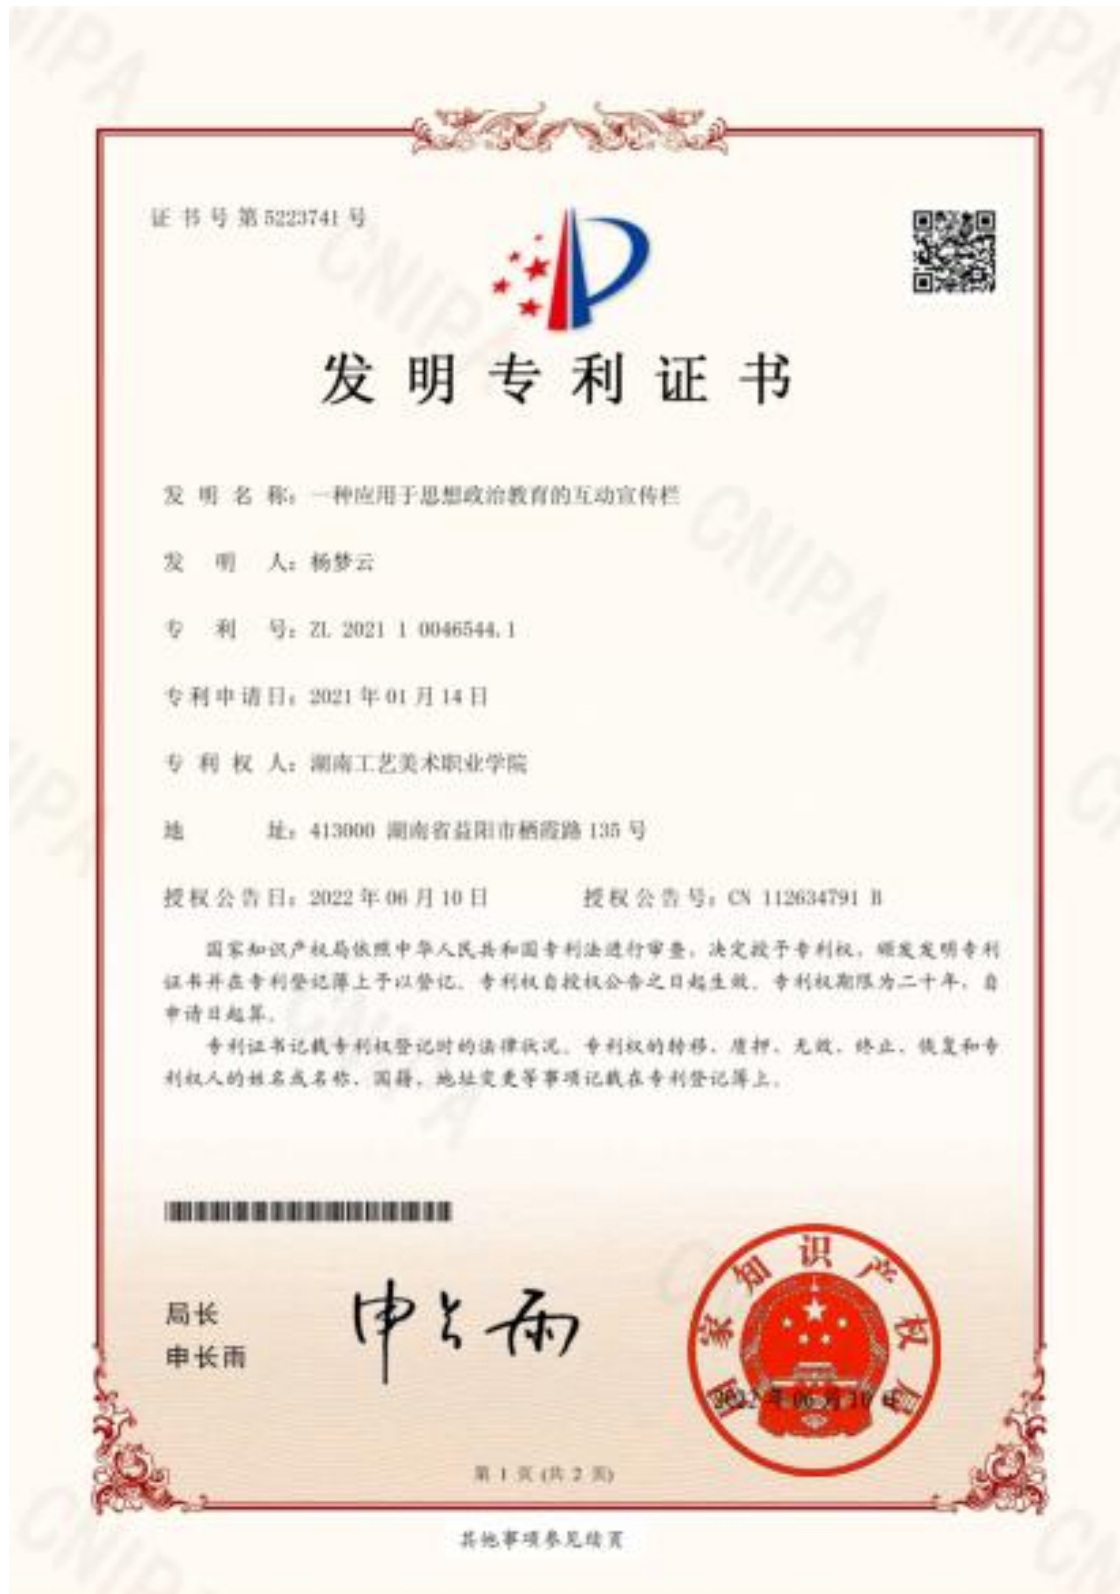 证书号第5223741号
发明专利证书
发明名称：一种应用于思想政治教育的互动宣传栏
发明人：杨梦云
专利号：ZL 2021 1 0046544.1
专利申请日：2021年01月14日
专利权人：湖南工艺美术职业学院
地址：413000 湖南省益阳市栖霞路135号
授权公告日：2022年06月10日 授权公告号：CN 112634791 B
国家知识产权局依照中华人民共和国专利法进行审查，决定授予专利权，颁发发明专利
证书并在专利登记簿上予以登记。专利权自授权公告之日起生效。专利权期限为二十年，自
申请日起算。
专利证书记载专利权登记时的法律状况。专利权的转移、质押、无效、终止、恢复和专
利权人的姓名或名称、国籍、地址变更等事项记载在专利登记簿上。
局长
申长雨
申长雨
国家知识产权局
2022年06月10日
第1页(共2页)
其他事项参见续页
CNIPA